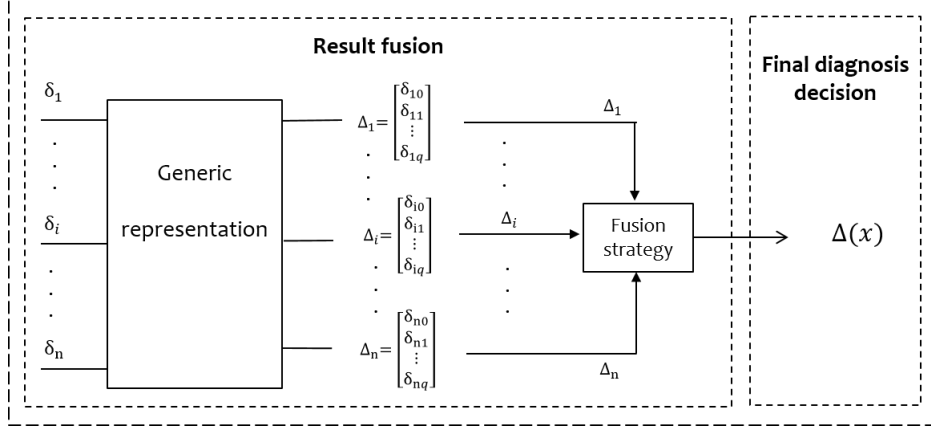 Result fusion
Final diagnosis
decision
δ₁
δᵢ
δₙ
Generic
representation
Δ₁=[δ₁₀ δ₁₁ ⋮ δ₁q]
Δᵢ=[δᵢ₀ δᵢ₁ ⋮ δᵢq]
Δₙ=[δₙ₀ δₙ₁ ⋮ δₙq]
Δ₁
Δᵢ
Δₙ
Fusion
strategy
Δ(x)